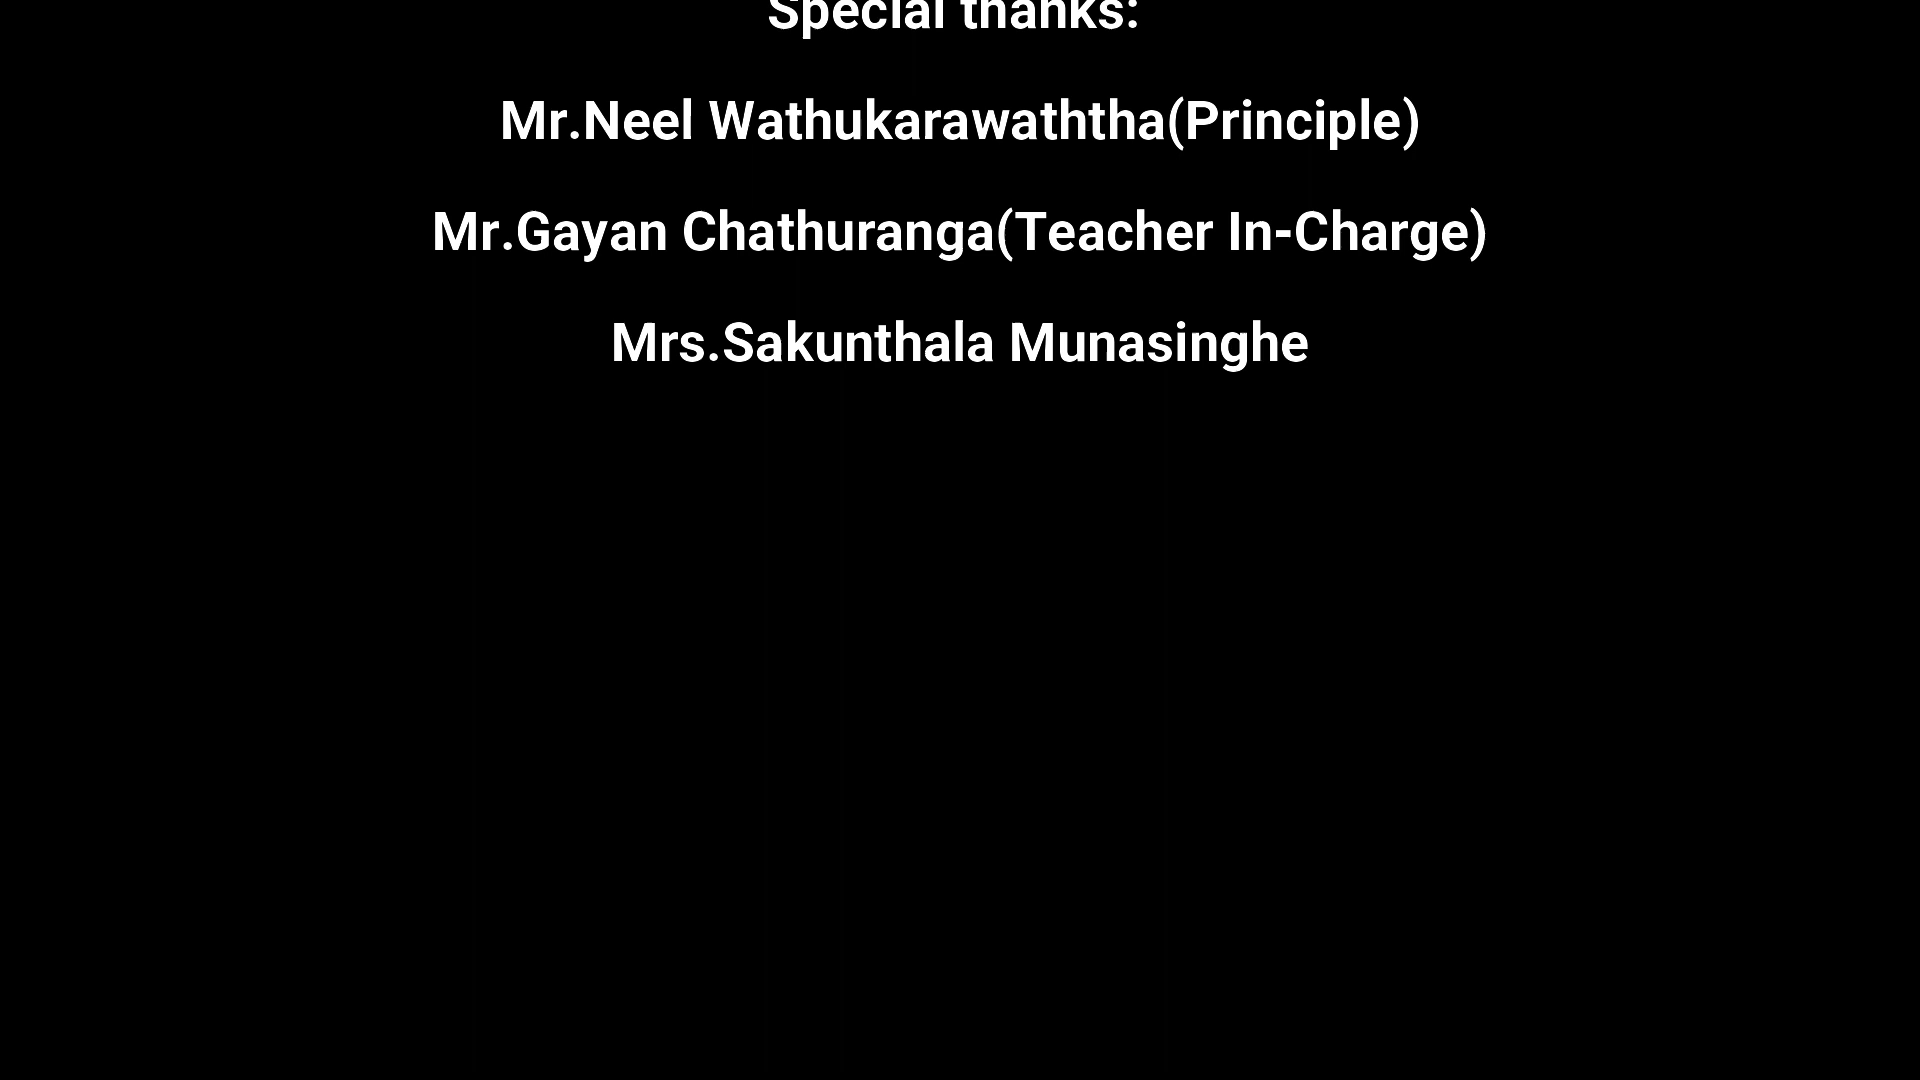 Special thanks:
Mr.Neel Wathukarawaththa(Principle)
Mr.Gayan Chathuranga(Teacher In-Charge)
Mrs.Sakunthala Munasinghe